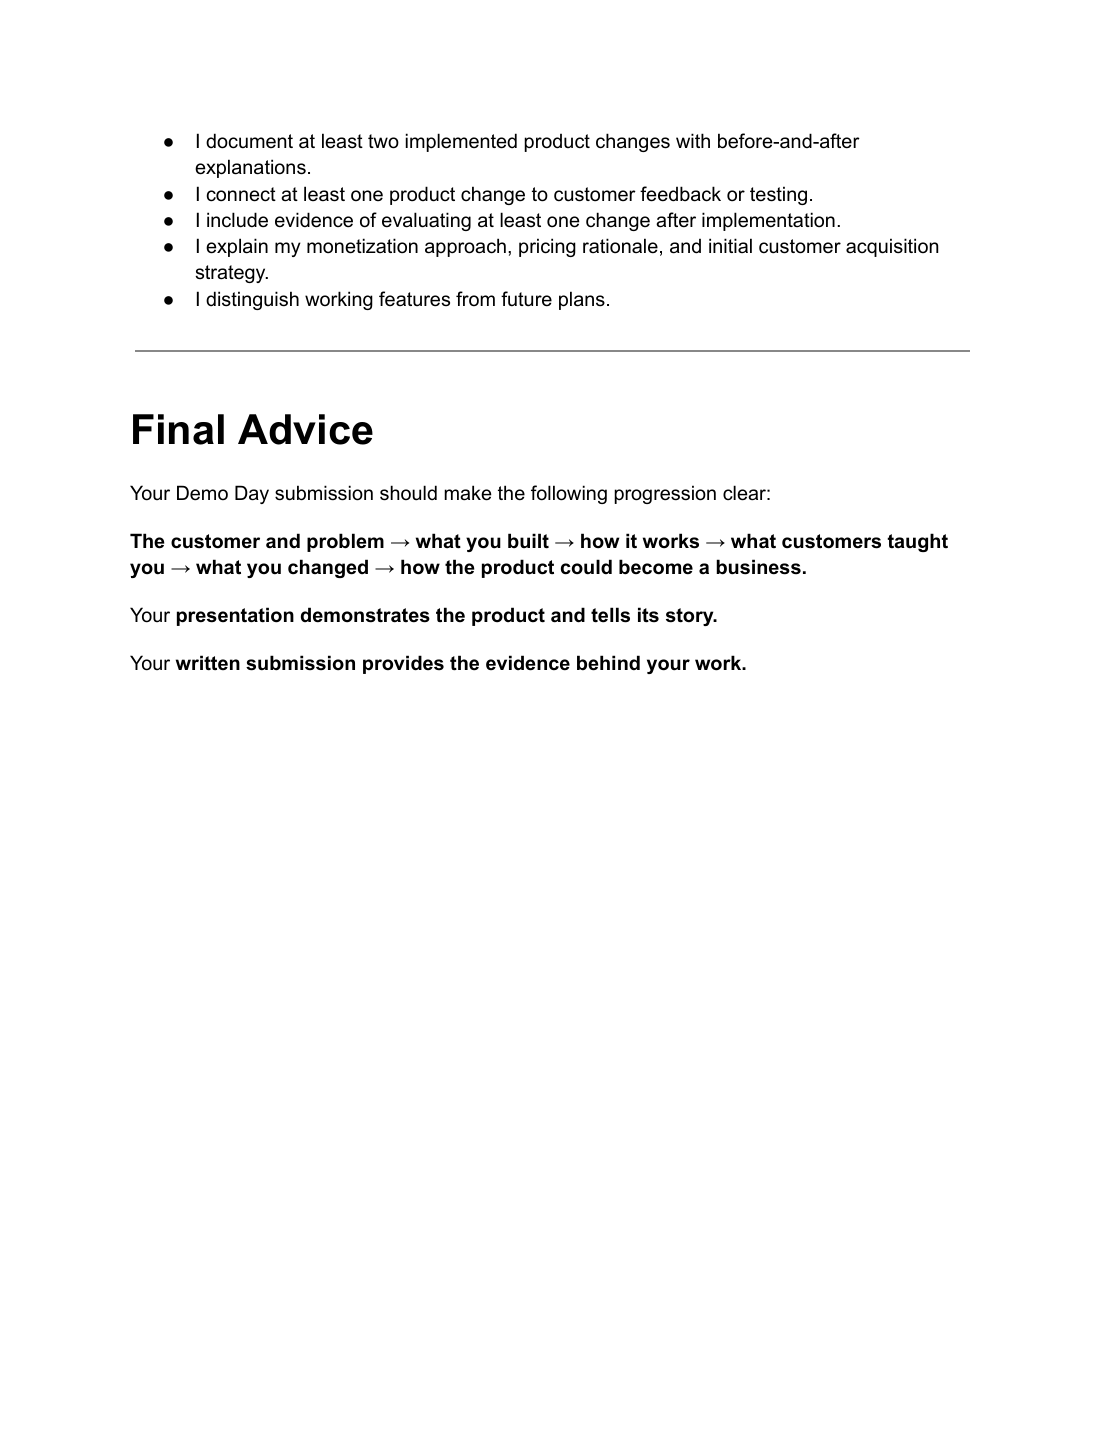 ● I document at least two implemented product changes with before-and-after
explanations.
● I connect at least one product change to customer feedback or testing.
● I include evidence of evaluating at least one change after implementation.
● I explain my monetization approach, pricing rationale, and initial customer acquisition
strategy.
● I distinguish working features from future plans.
Final Advice
Your Demo Day submission should make the following progression clear:
The customer and problem → what you built → how it works → what customers taught
you → what you changed → how the product could become a business.
Your presentation demonstrates the product and tells its story.
Your written submission provides the evidence behind your work.